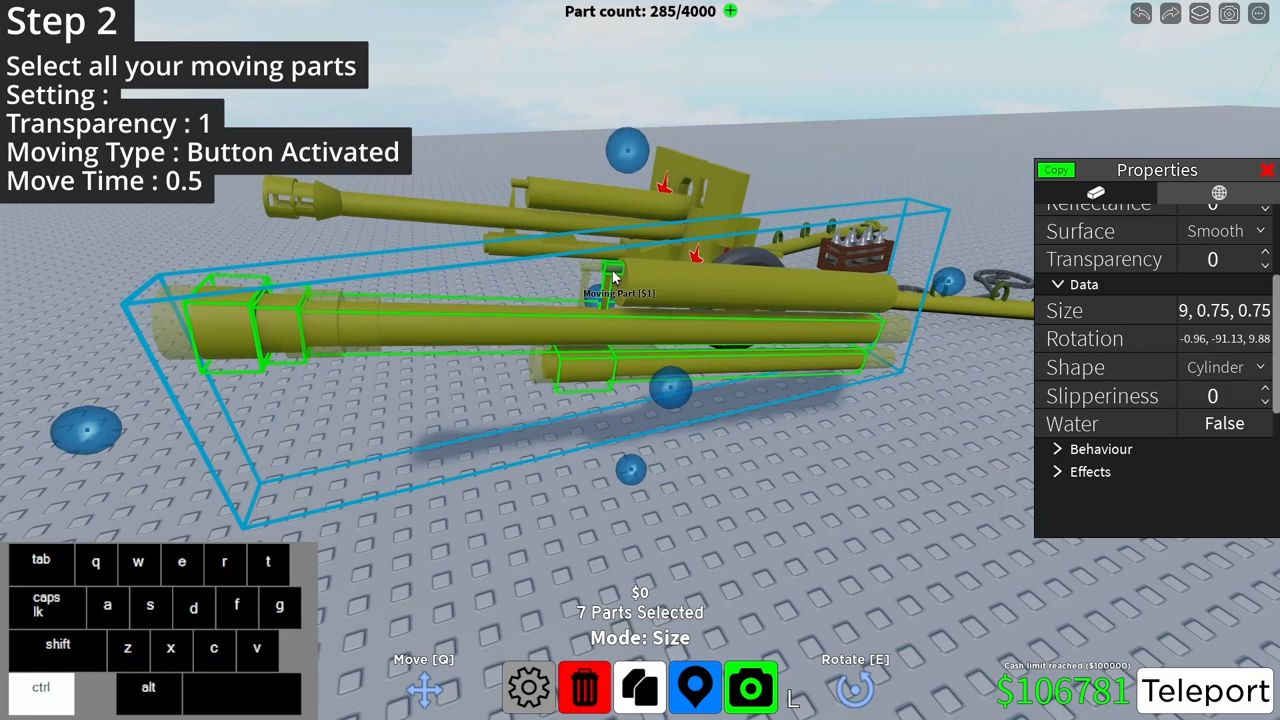 Step 2
Select all your moving parts
Setting :
Transparency : 1
Moving Type : Button Activated
Move Time : 0.5
Part count: 285/4000
Moving Part [$1]
Copy
Properties
Reflectance 0
Surface Smooth
Transparency 0
Data
Size 9, 0.75, 0.75
Rotation -0.96, -91.13, 9.88
Shape Cylinder
Slipperiness 0
Water False
Behaviour
Effects
tab q w e r t
caps lk a s d f g
shift z x c v
ctrl alt
$0
7 Parts Selected
Mode: Size
Move [Q]
Rotate [E]
L
Cash limit reached ($100000)
$106781
Teleport